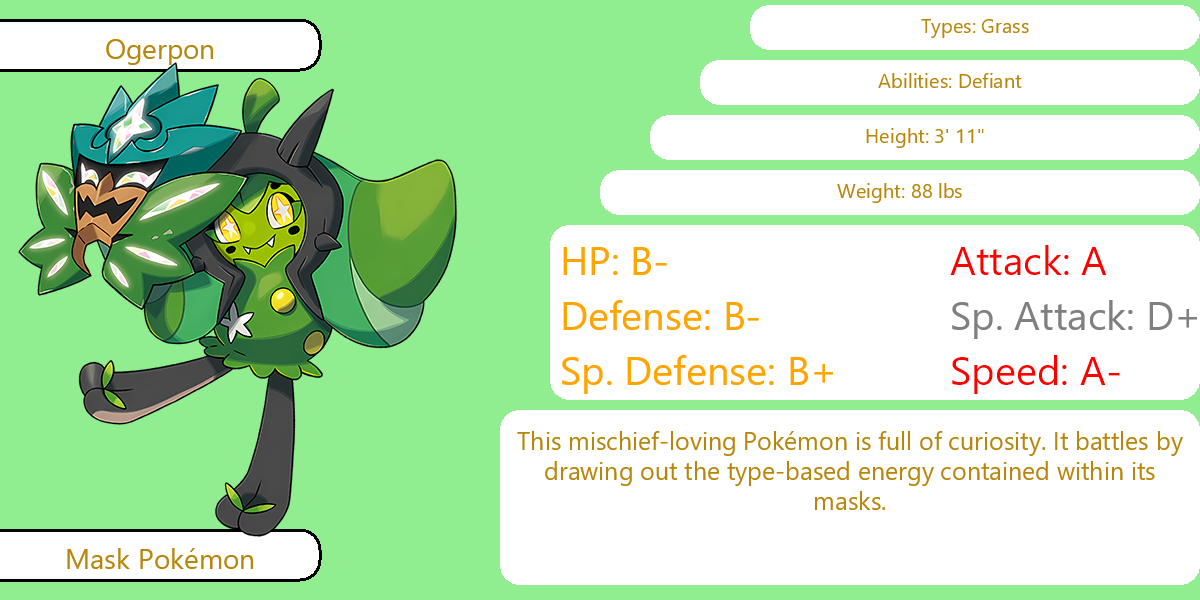 Ogerpon
Types: Grass
Abilities: Defiant
Height: 3' 11"
Weight: 88 lbs
HP: B-
Attack: A
Defense: B-
Sp. Attack: D+
Sp. Defense: B+
Speed: A-
This mischief-loving Pokémon is full of curiosity. It battles by
drawing out the type-based energy contained within its
masks.
Mask Pokémon